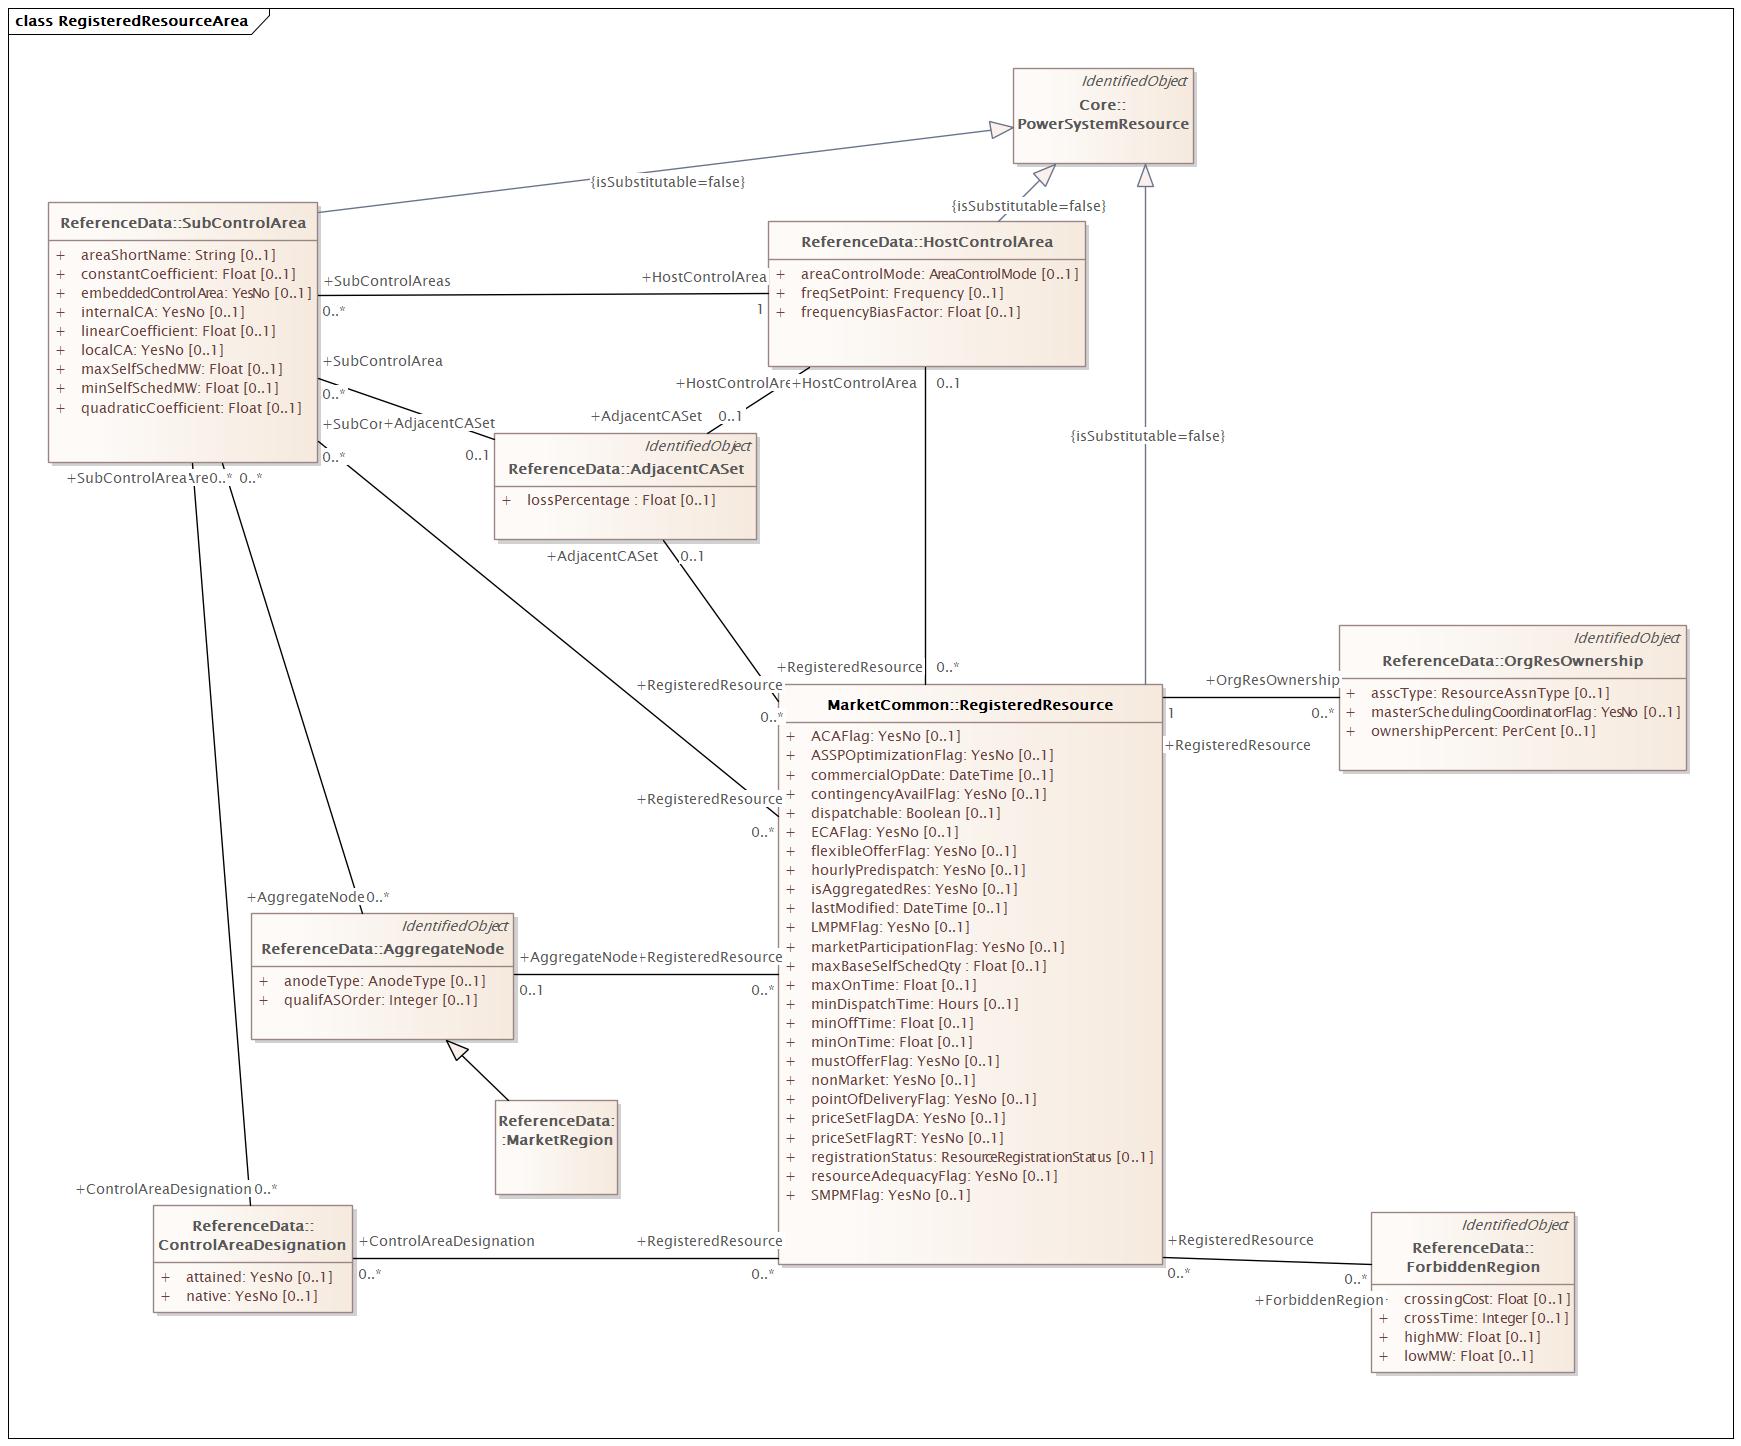 class RegisteredResourceArea
IdentifiedObject
Core::
PowerSystemResource
{isSubstitutable=false}
{isSubstitutable=false}
{isSubstitutable=false}
ReferenceData::SubControlArea
+ areaShortName: String [0..1]
+ constantCoefficient: Float [0..1]
+ embeddedControlArea: YesNo [0..1]
+ internalCA: YesNo [0..1]
+ linearCoefficient: Float [0..1]
+ localCA: YesNo [0..1]
+ maxSelfSchedMW: Float [0..1]
+ minSelfSchedMW: Float [0..1]
+ quadraticCoefficient: Float [0..1]
ReferenceData::HostControlArea
+ areaControlMode: AreaControlMode [0..1]
+ freqSetPoint: Frequency [0..1]
+ frequencyBiasFactor: Float [0..1]
+SubControlAreas
0..*
+HostControlArea
1
+SubControlArea
0..*
+AdjacentCASet
0..1
+SubCor
0..*
+HostControlAre
+HostControlArea
0..1
+AdjacentCASet
0..1
IdentifiedObject
ReferenceData::AdjacentCASet
+ lossPercentage : Float [0..1]
+AdjacentCASet
0..1
+SubControlArea
0..*
0..*
+RegisteredResource
0..*
+RegisteredResource
0..*
+RegisteredResource
0..*
MarketCommon::RegisteredResource
+ ACAFlag: YesNo [0..1]
+ ASSPOptimizationFlag: YesNo [0..1]
+ commercialOpDate: DateTime [0..1]
+ contingencyAvailFlag: YesNo [0..1]
+ dispatchable: Boolean [0..1]
+ ECAFlag: YesNo [0..1]
+ flexibleOfferFlag: YesNo [0..1]
+ hourlyPredispatch: YesNo [0..1]
+ isAggregatedRes: YesNo [0..1]
+ lastModified: DateTime [0..1]
+ LMPMFlag: YesNo [0..1]
+ marketParticipationFlag: YesNo [0..1]
+ maxBaseSelfSchedQty : Float [0..1]
+ maxOnTime: Float [0..1]
+ minDispatchTime: Hours [0..1]
+ minOffTime: Float [0..1]
+ minOnTime: Float [0..1]
+ mustOfferFlag: YesNo [0..1]
+ nonMarket: YesNo [0..1]
+ pointOfDeliveryFlag: YesNo [0..1]
+ priceSetFlagDA: YesNo [0..1]
+ priceSetFlagRT: YesNo [0..1]
+ registrationStatus: ResourceRegistrationStatus [0..1]
+ resourceAdequacyFlag: YesNo [0..1]
+ SMPMFlag: YesNo [0..1]
+OrgResOwnership
0..*
1
+RegisteredResource
IdentifiedObject
ReferenceData::OrgResOwnership
+ asscType: ResourceAssnType [0..1]
+ masterSchedulingCoordinatorFlag: YesNo [0..1]
+ ownershipPercent: PerCent [0..1]
+AggregateNode
0..*
IdentifiedObject
ReferenceData::AggregateNode
+ anodeType: AnodeType [0..1]
+ qualifASOrder: Integer [0..1]
+AggregateNode
0..1
+RegisteredResource
0..*
ReferenceData:
:MarketRegion
+ControlAreaDesignation
0..*
ReferenceData::
ControlAreaDesignation
+ attained: YesNo [0..1]
+ native: YesNo [0..1]
+ControlAreaDesignation
0..*
+RegisteredResource
0..*
+RegisteredResource
0..*
0..*
+ForbiddenRegion
IdentifiedObject
ReferenceData::
ForbiddenRegion
crossingCost: Float [0..1]
+ crossTime: Integer [0..1]
+ highMW: Float [0..1]
+ lowMW: Float [0..1]